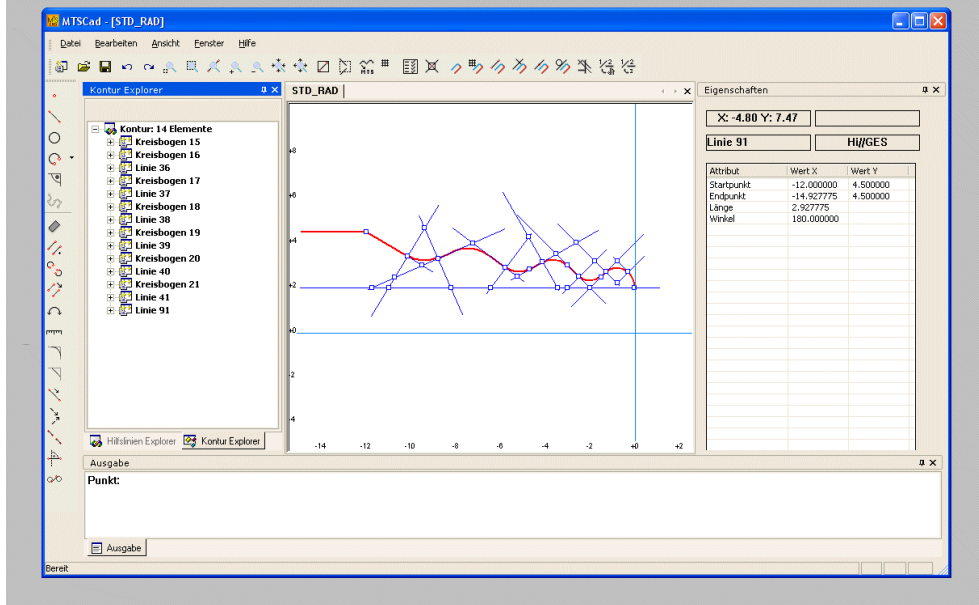 MTSCad - [STD_RAD]
Datei Bearbeiten Ansicht Fenster Hilfe
Kontur Explorer
STD_RAD
Eigenschaften
X: -4.80 Y: 7.47
Linie 91 Hi//GES
Kontur: 14 Elemente
Kreisbogen 15
Kreisbogen 16
Linie 36
Kreisbogen 17
Linie 37
Kreisbogen 18
Linie 38
Kreisbogen 19
Linie 39
Kreisbogen 20
Linie 40
Kreisbogen 21
Linie 41
Linie 91
Attribut Wert X Wert Y
Startpunkt -12.000000 4.500000
Endpunkt -14.927775 4.500000
Länge 2.927775
Winkel 180.000000
+8
+6
+4
+2
+0
-2
-4
-14 -12 -10 -8 -6 -4 -2 +0 +2
Hilfslinien Explorer Kontur Explorer
Ausgabe
Punkt:
Ausgabe
Bereit